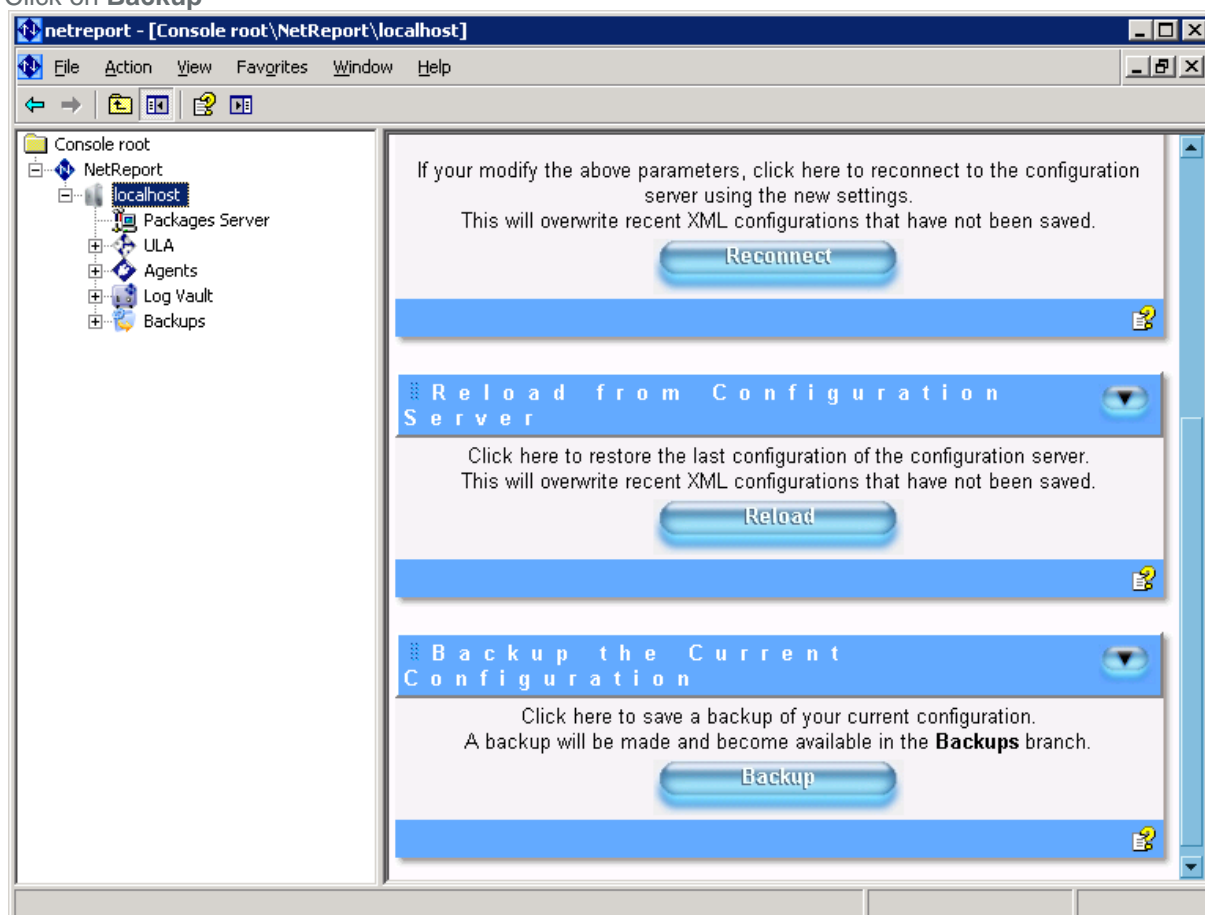 Click on Backup
netreport - [Console root\NetReport\localhost]
File Action View Favorites Window Help
Console root
NetReport
localhost
Packages Server
ULA
Agents
Log Vault
Backups
If your modify the above parameters, click here to reconnect to the configuration
server using the new settings.
This will overwrite recent XML configurations that have not been saved.
Reconnect
Reload from Configuration
Server
Click here to restore the last configuration of the configuration server.
This will overwrite recent XML configurations that have not been saved.
Reload
Backup the Current
Configuration
Click here to save a backup of your current configuration.
A backup will be made and become available in the Backups branch.
Backup